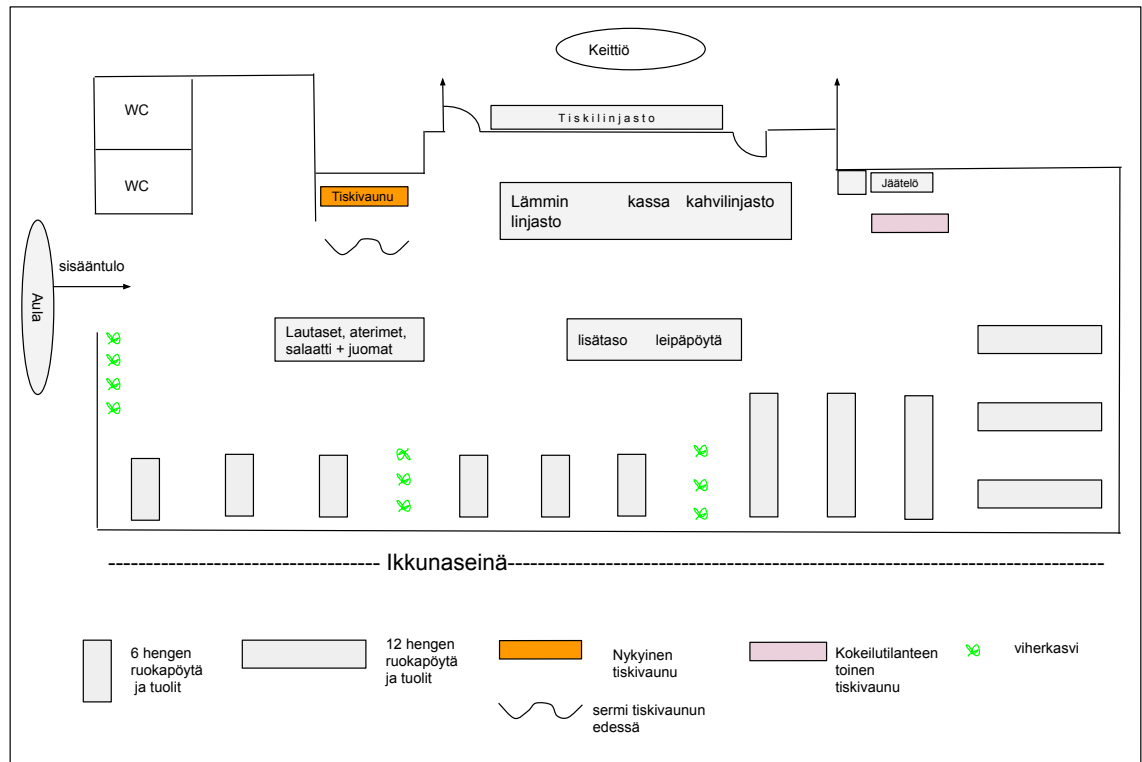 Keittiö
WC
Tiskilinjasto
WC
Tiskivaunu
Lämmin kassa kahvilinjasto
linjasto
Jäätelö
sisääntulo
Aula
Lautaset, aterimet,
salaatti + juomat
lisätaso leipäpöytä
Ikkunaseinä
6 hengen
ruokapöytä
ja tuolit
12 hengen
ruokapöytä
ja tuolit
Nykyinen
tiskivaunu
Kokeilutilanteen
toinen
tiskivaunu
viherkasvi
sermi tiskivaunun
edessä